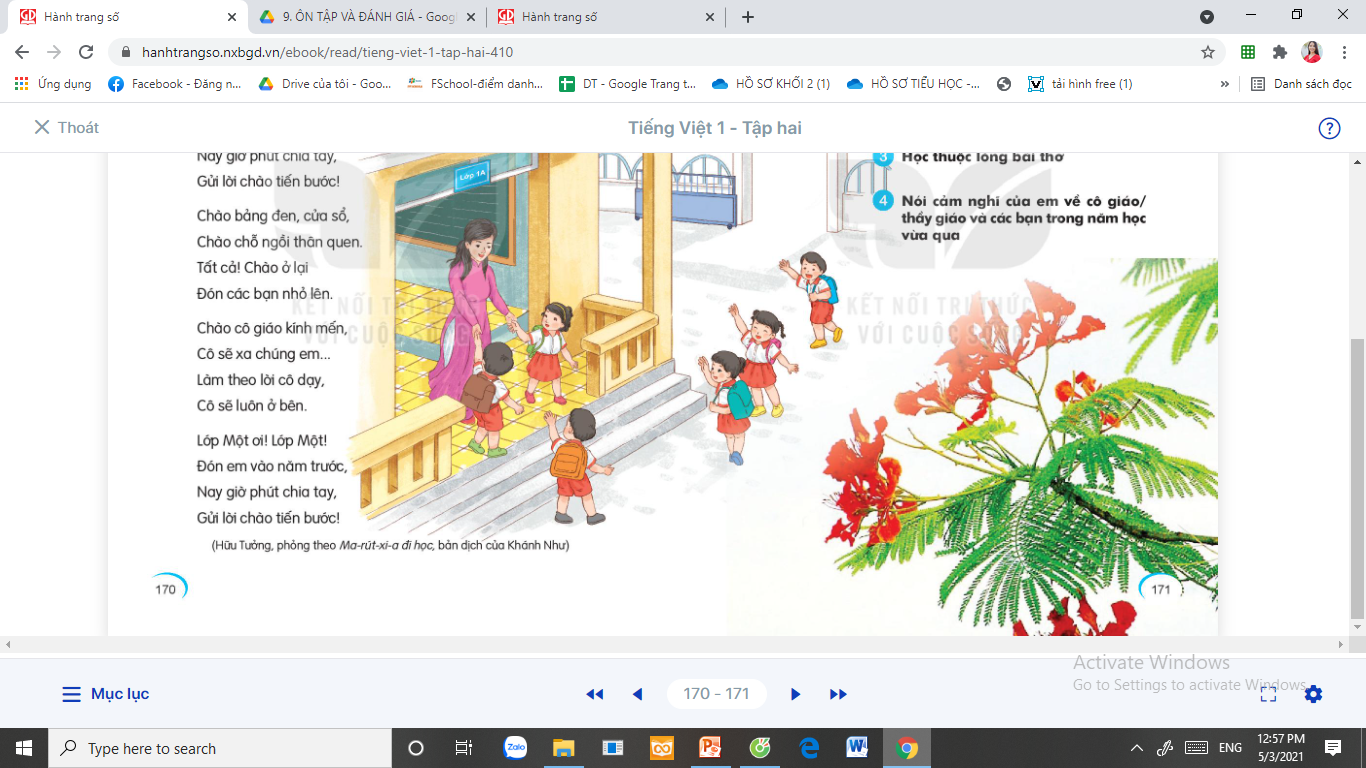 Hành trang số
9. ÔN TẬP VÀ ĐÁNH GIÁ - Goog
Hành trang số
hanhtrangso.nxbgd.vn/ebook/read/tieng-viet-1-tap-hai-410
Ứng dụng
Facebook - Đăng n...
Drive của tôi - Goo...
FSchool-điểm danh...
DT - Google Trang t...
HỒ SƠ KHỐI 2 (1)
HỒ SƠ TIỂU HỌC -...
tải hình free (1)
»
Danh sách đọc
Thoát
Tiếng Việt 1 - Tập hai
?
Nay giờ phút chia tay,
Gửi lời chào tiến bước!
Chào bảng đen, cửa sổ,
Chào chỗ ngồi thân quen.
Tất cả! Chào ở lại
Đón các bạn nhỏ lên.
Chào cô giáo kính mến,
Cô sẽ xa chúng em...
Làm theo lời cô dạy,
Cô sẽ luôn ở bên.
Lớp Một ơi! Lớp Một!
Đón em vào năm trước,
Nay giờ phút chia tay,
Gửi lời chào tiến bước!
(Hữu Tưởng, phỏng theo Ma-rút-xi-a đi học, bản dịch của Khánh Như)
170
Lớp 1A
KẾT NỐI TRI THỨC
VỚI CUỘC SỐNG
3 Học thuộc lòng bài thơ
4 Nói cảm nghĩ của em về cô giáo/
thầy giáo và các bạn trong năm học
vừa qua
KẾT NỐI TRI THỨC
VỚI CUỘC SỐNG
171
Activate Windows
Go to Settings to activate Windows.
Mục lục
170 - 171
Type here to search
Zalo
ENG
12:57 PM
5/3/2021